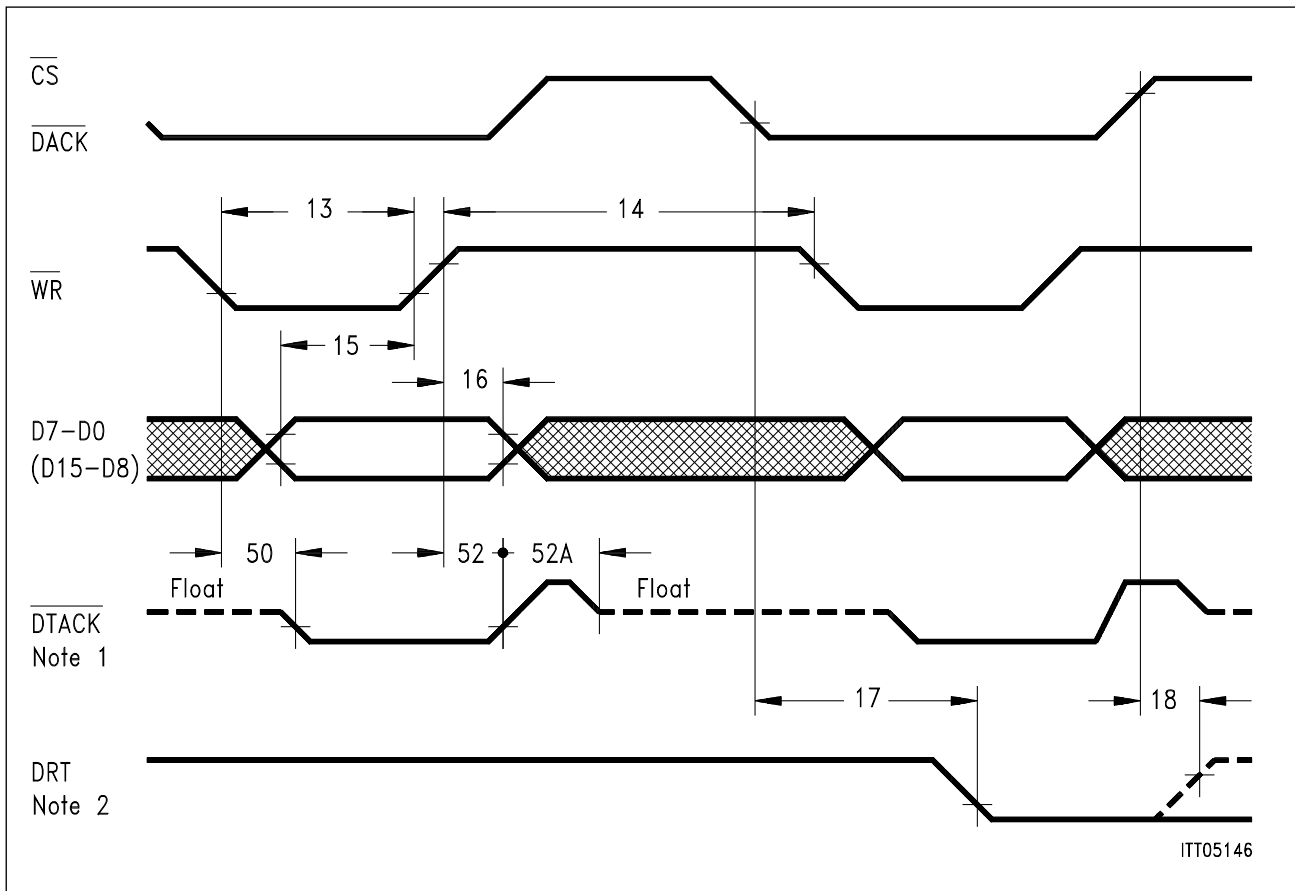 CS
DACK
13
14
WR
15
16
D7-D0
(D15-D8)
50
52
52A
Float
Float
DTACK
Note 1
17
18
DRT
Note 2
ITT05146